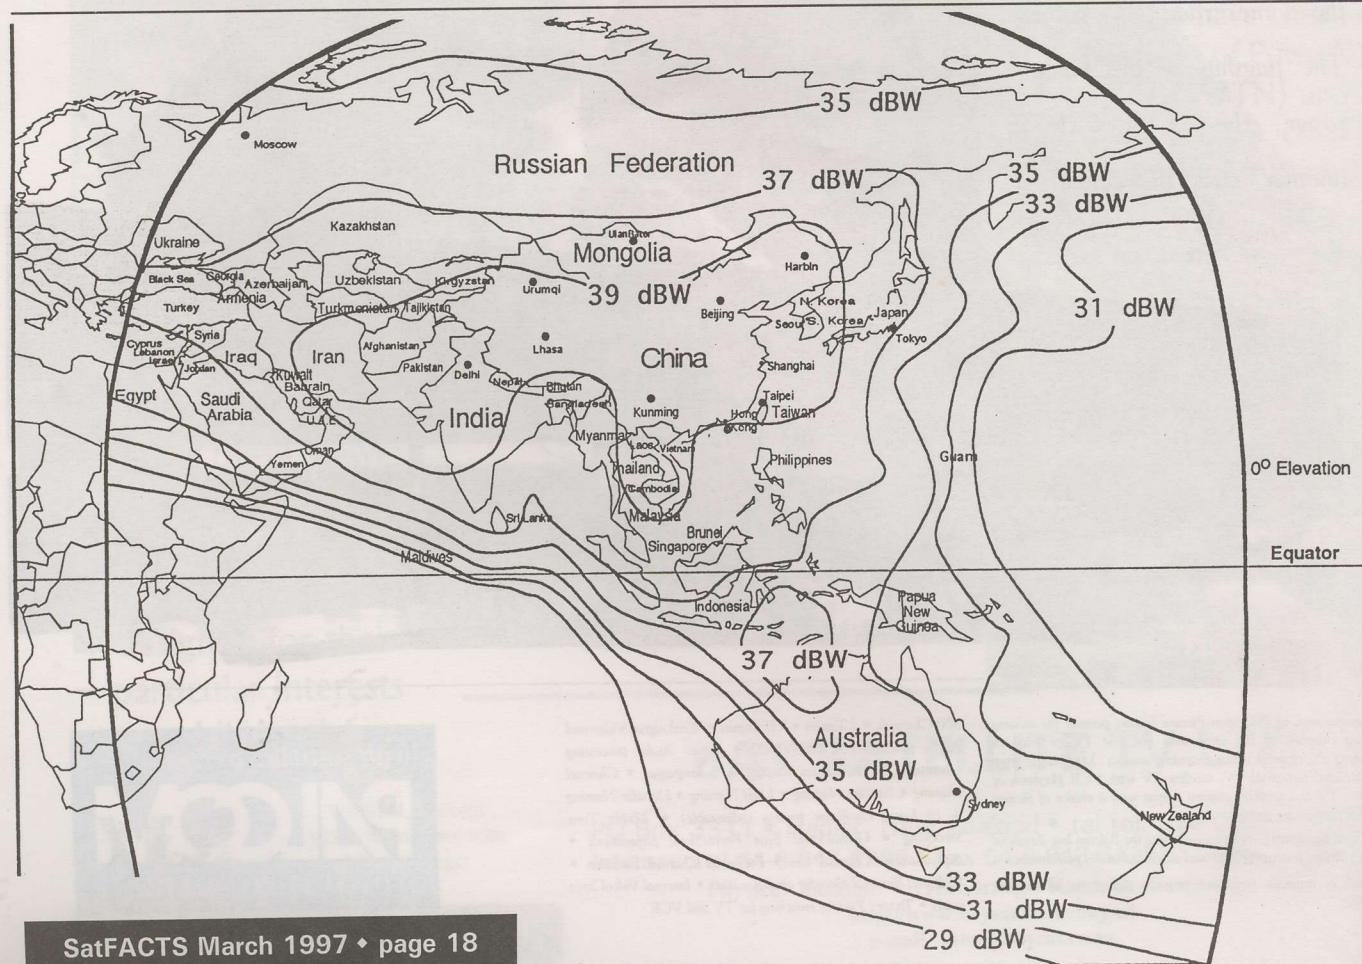 35 dBW
Moscow
Russian Federation
37 dBW
35 dBW
33 dBW
Kazakhstan
Ukraine
Ulan Bator
Mongolia
Harbin
Black Sea
Georgia
Azerbaijan
Armenia
Uzbekistan
Kirgyzstan
Urumqi
39 dBW
Beijing
N. Korea
Seoul
S. Korea
Japan
Tokyo
31 dBW
Turkey
Turkmenistan
Tajikistan
Cyprus
Lebanon
Israel
Syria
Jordan
Iraq
Iran
Afghanistan
Pakistan
Delhi
Lhasa
China
Shanghai
Kuwait
Bahrain
Qatar
U.A.E
Nepal
Bhutan
Bangladesh
Kunming
Taipei
Taiwan
Hong
Kong
Egypt
Saudi
Arabia
India
Myanmar
Laos
Vietnam
Thailand
Cambodia
Philippines
Guam
0° Elevation
Oman
Yemen
Sri Lanka
Malaysia
Brunei
Singapore
Maldives
Equator
Indonesia
Papua
New
Guinea
37 dBW
Australia
35 dBW
Sydney
New Zealand
33 dBW
31 dBW
29 dBW
SatFACTS March 1997 ♦ page 18